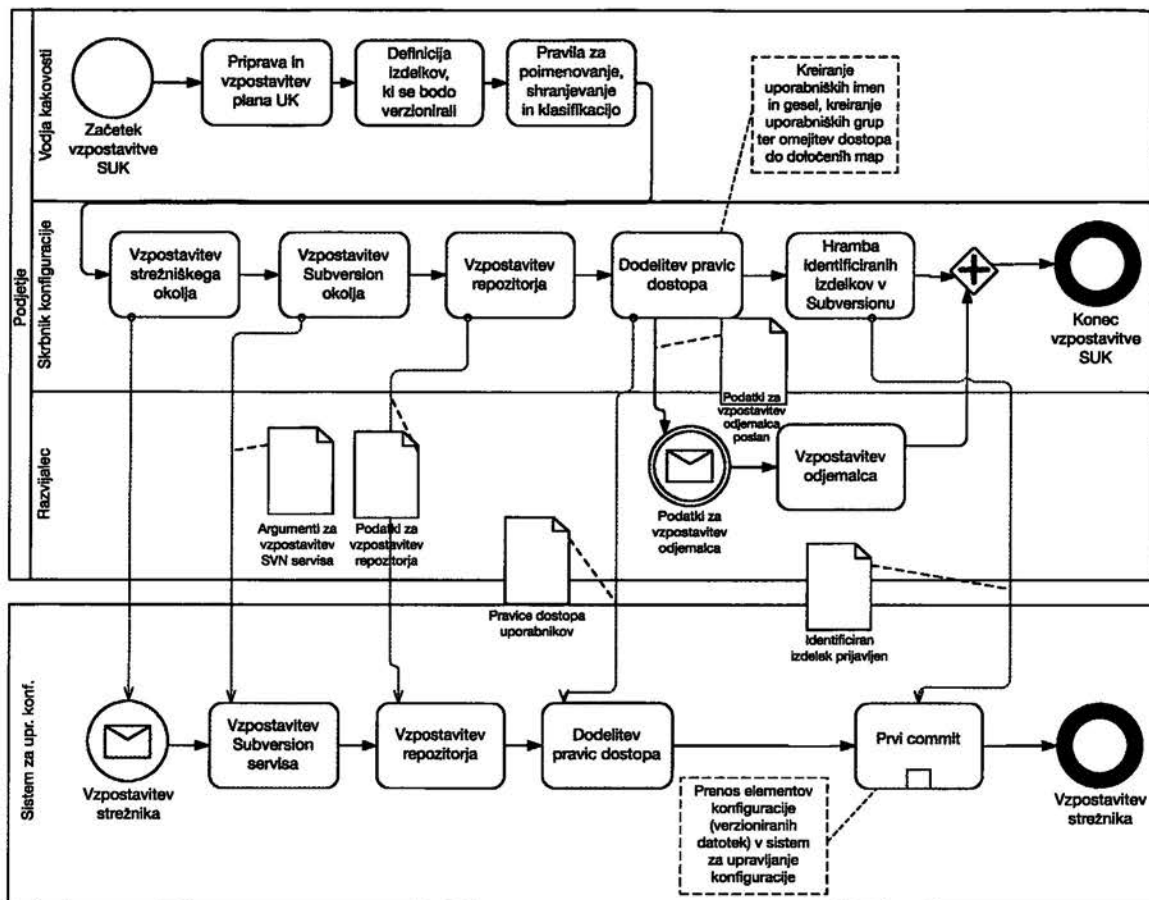 Podjetje
Vodja kakovosti
Začetek
vzpostavitve
SUK
Priprava in
vzpostavitev
plana UK
Definicija
izdelkov,
ki se bodo
verzionirali
Pravila za
poimenovanje,
shranjevanje
in klasifikacijo
Kreiranje
uporabniških imen
in gesel, kreiranje
uporabniških grup
ter omejitev dostopa
do določenih map
Skrbnik konfiguracije
Vzpostavitev
strežniškega
okolja
Vzpostavitev
Subversion
okolja
Vzpostavitev
repozitorja
Dodelitev pravic
dostopa
Hramba
identificiranih
izdelkov v
Subversionu
Konec
vzpostavitve
SUK
Razvijalec
Argumenti za
vzpostavitev
SVN servisa
Podatki za
vzpostavitev
repozitorja
Podatki za
vzpostavitev
odjemalca
poslan
Podatki za
vzpostavitev
odjemalca
Vzpostavitev
odjemalca
Pravice dostopa
uporabnikov
Identificiran
izdelek prijavljen
Sistem za upr. konf.
Vzpostavitev
strežnika
Vzpostavitev
Subversion
servisa
Vzpostavitev
repozitorja
Dodelitev
pravic dostopa
Prvi commit
Vzpostavitev
strežnika
Prenos elementov
konfiguracije
(verzioniranih
datotek) v sistem
za upravljanje
konfiguracije